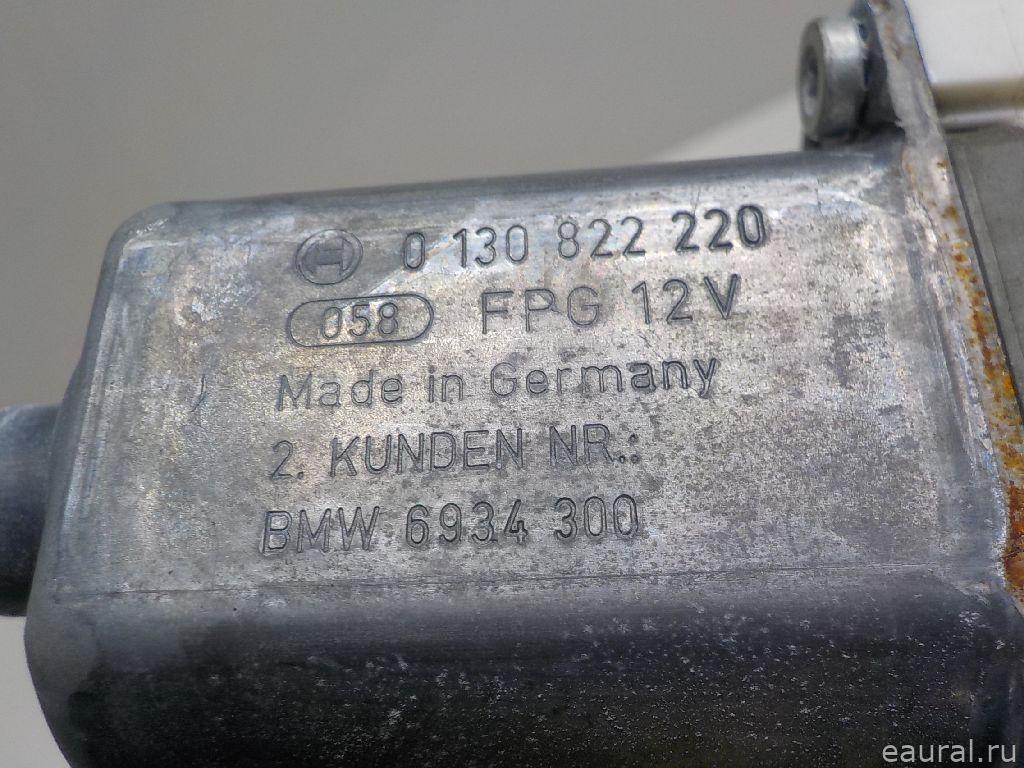 0 130 822 220
058 FPG 12V
Made in Germany
2. KUNDEN NR.:
BMW 6934 300
eaural.ru